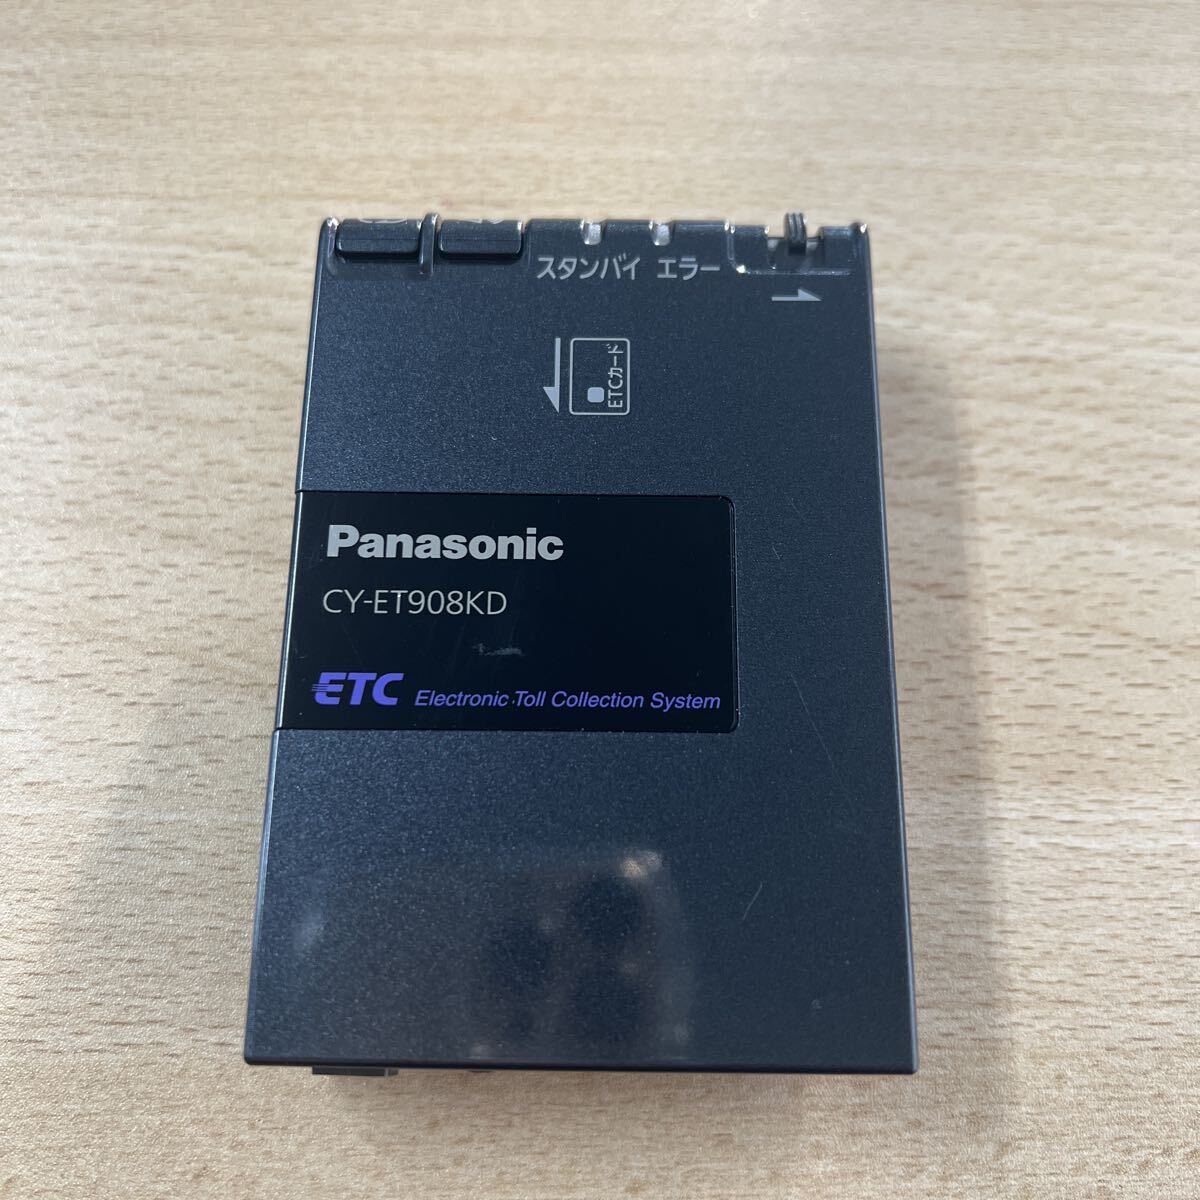 スタンバイ エラー
ETCカード
Panasonic
CY-ET908KD
ETC Electronic Toll Collection System